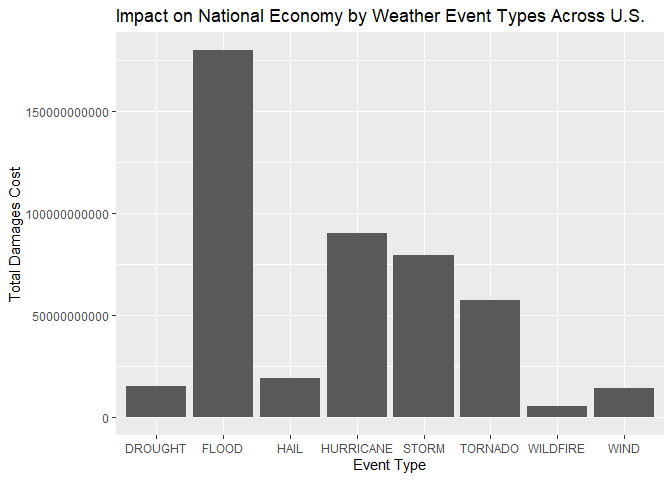 Impact on National Economy by Weather Event Types Across U.S.
Total Damages Cost
150000000000
100000000000
50000000000
0
DROUGHT FLOOD HAIL HURRICANE STORM TORNADO WILDFIRE WIND
Event Type